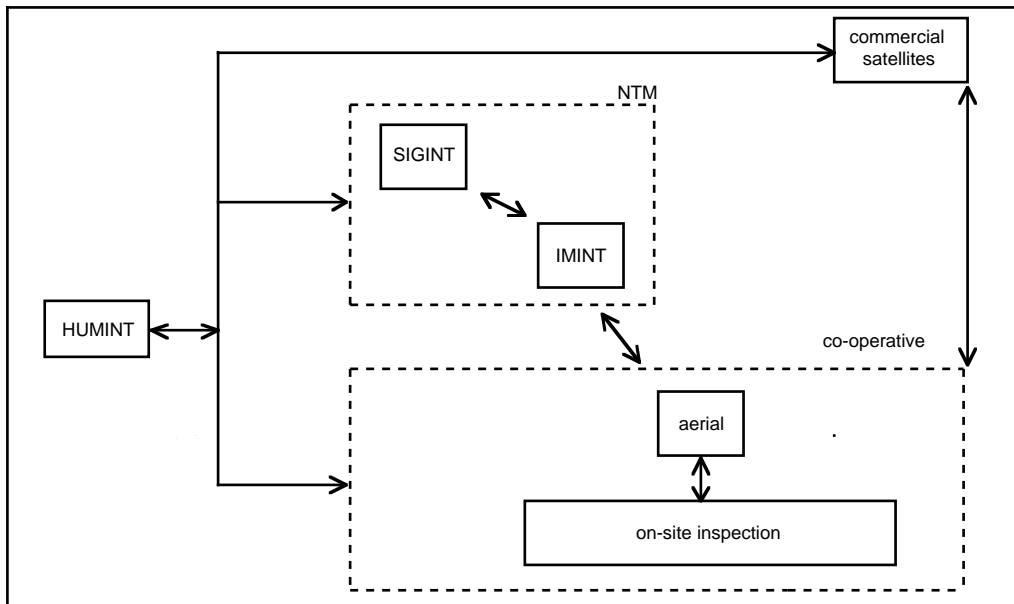 commercial
satellites
NTM
SIGINT
IMINT
HUMINT
co-operative
aerial
.
on-site inspection